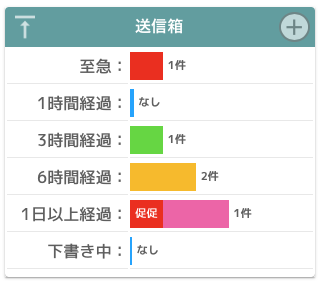 送信箱
至急： 1件
1時間経過： なし
3時間経過： 1件
6時間経過： 2件
1日以上経過： 促促 1件
下書き中： なし